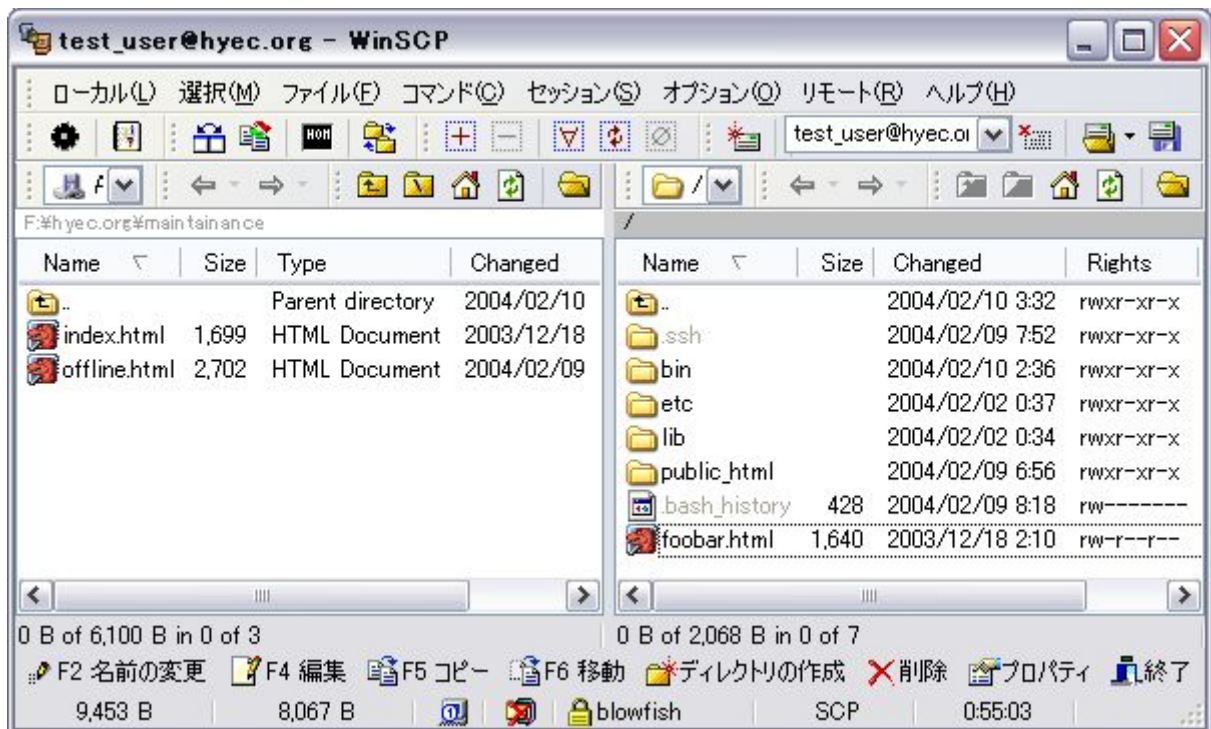 test_user@hyec.org - WinSCP
ローカル(L) 選択(M) ファイル(F) コマンド(C) セッション(S) オプション(O) リモート(R) ヘルプ(H)
test_user@hyec.or
F:¥hyec.org¥maintainance
/
/
Name Size Type Changed
.. Parent directory 2004/02/10
index.html 1,699 HTML Document 2003/12/18
offline.html 2,702 HTML Document 2004/02/09
Name Size Changed Rights
.. 2004/02/10 3:32 rwxr-xr-x
.ssh 2004/02/09 7:52 rwxr-xr-x
bin 2004/02/10 2:36 rwxr-xr-x
etc 2004/02/02 0:37 rwxr-xr-x
lib 2004/02/02 0:34 rwxr-xr-x
public_html 2004/02/09 6:56 rwxr-xr-x
.bash_history 428 2004/02/09 8:18 rw-------
foobar.html 1,640 2003/12/18 2:10 rw-r--r--
0 B of 6,100 B in 0 of 3
0 B of 2,068 B in 0 of 7
F2 名前の変更 F4 編集 F5 コピー F6 移動 ディレクトリの作成 削除 プロパティ 終了
9,453 B 8,067 B blowfish SCP 0:55:03